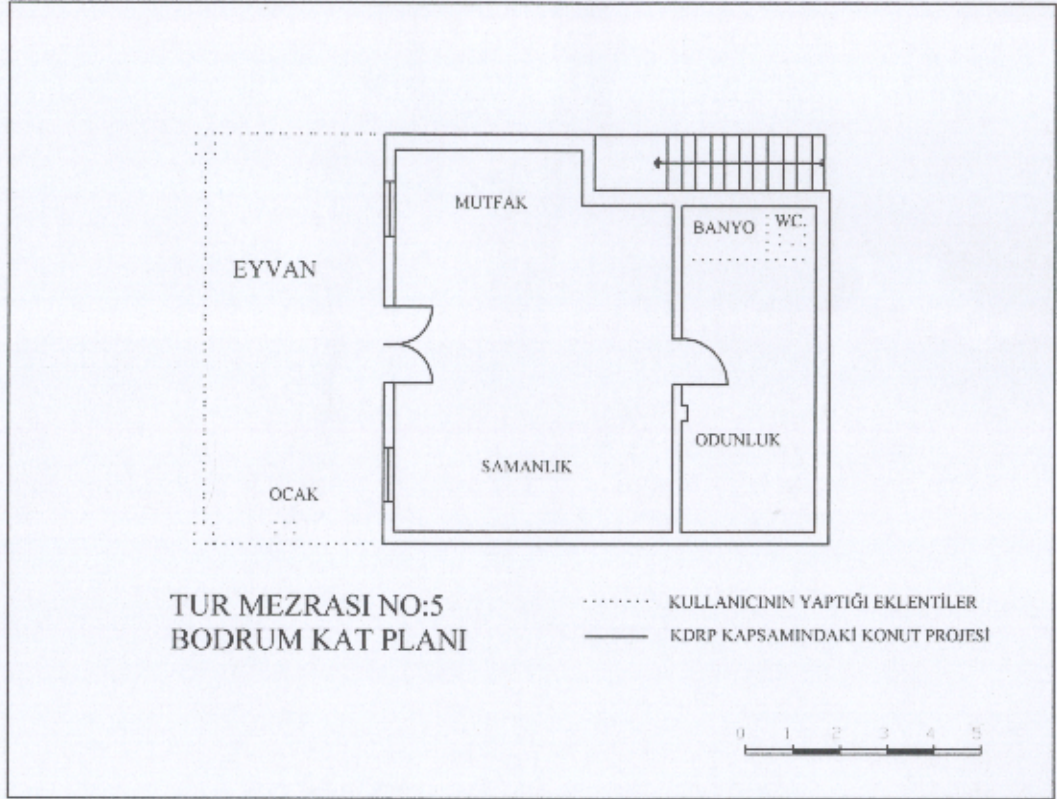 MUTFAK
BANYO
WC.
EYVAN
ODUNLUK
SAMANLIK
OCAK
TUR MEZRASI NO:5
BODRUM KAT PLANI
KULLANICININ YAPTIĞI EKLENTİLER
KDRP KAPSAMINDAKİ KONUT PROJESİ
0 1 2 3 4 5